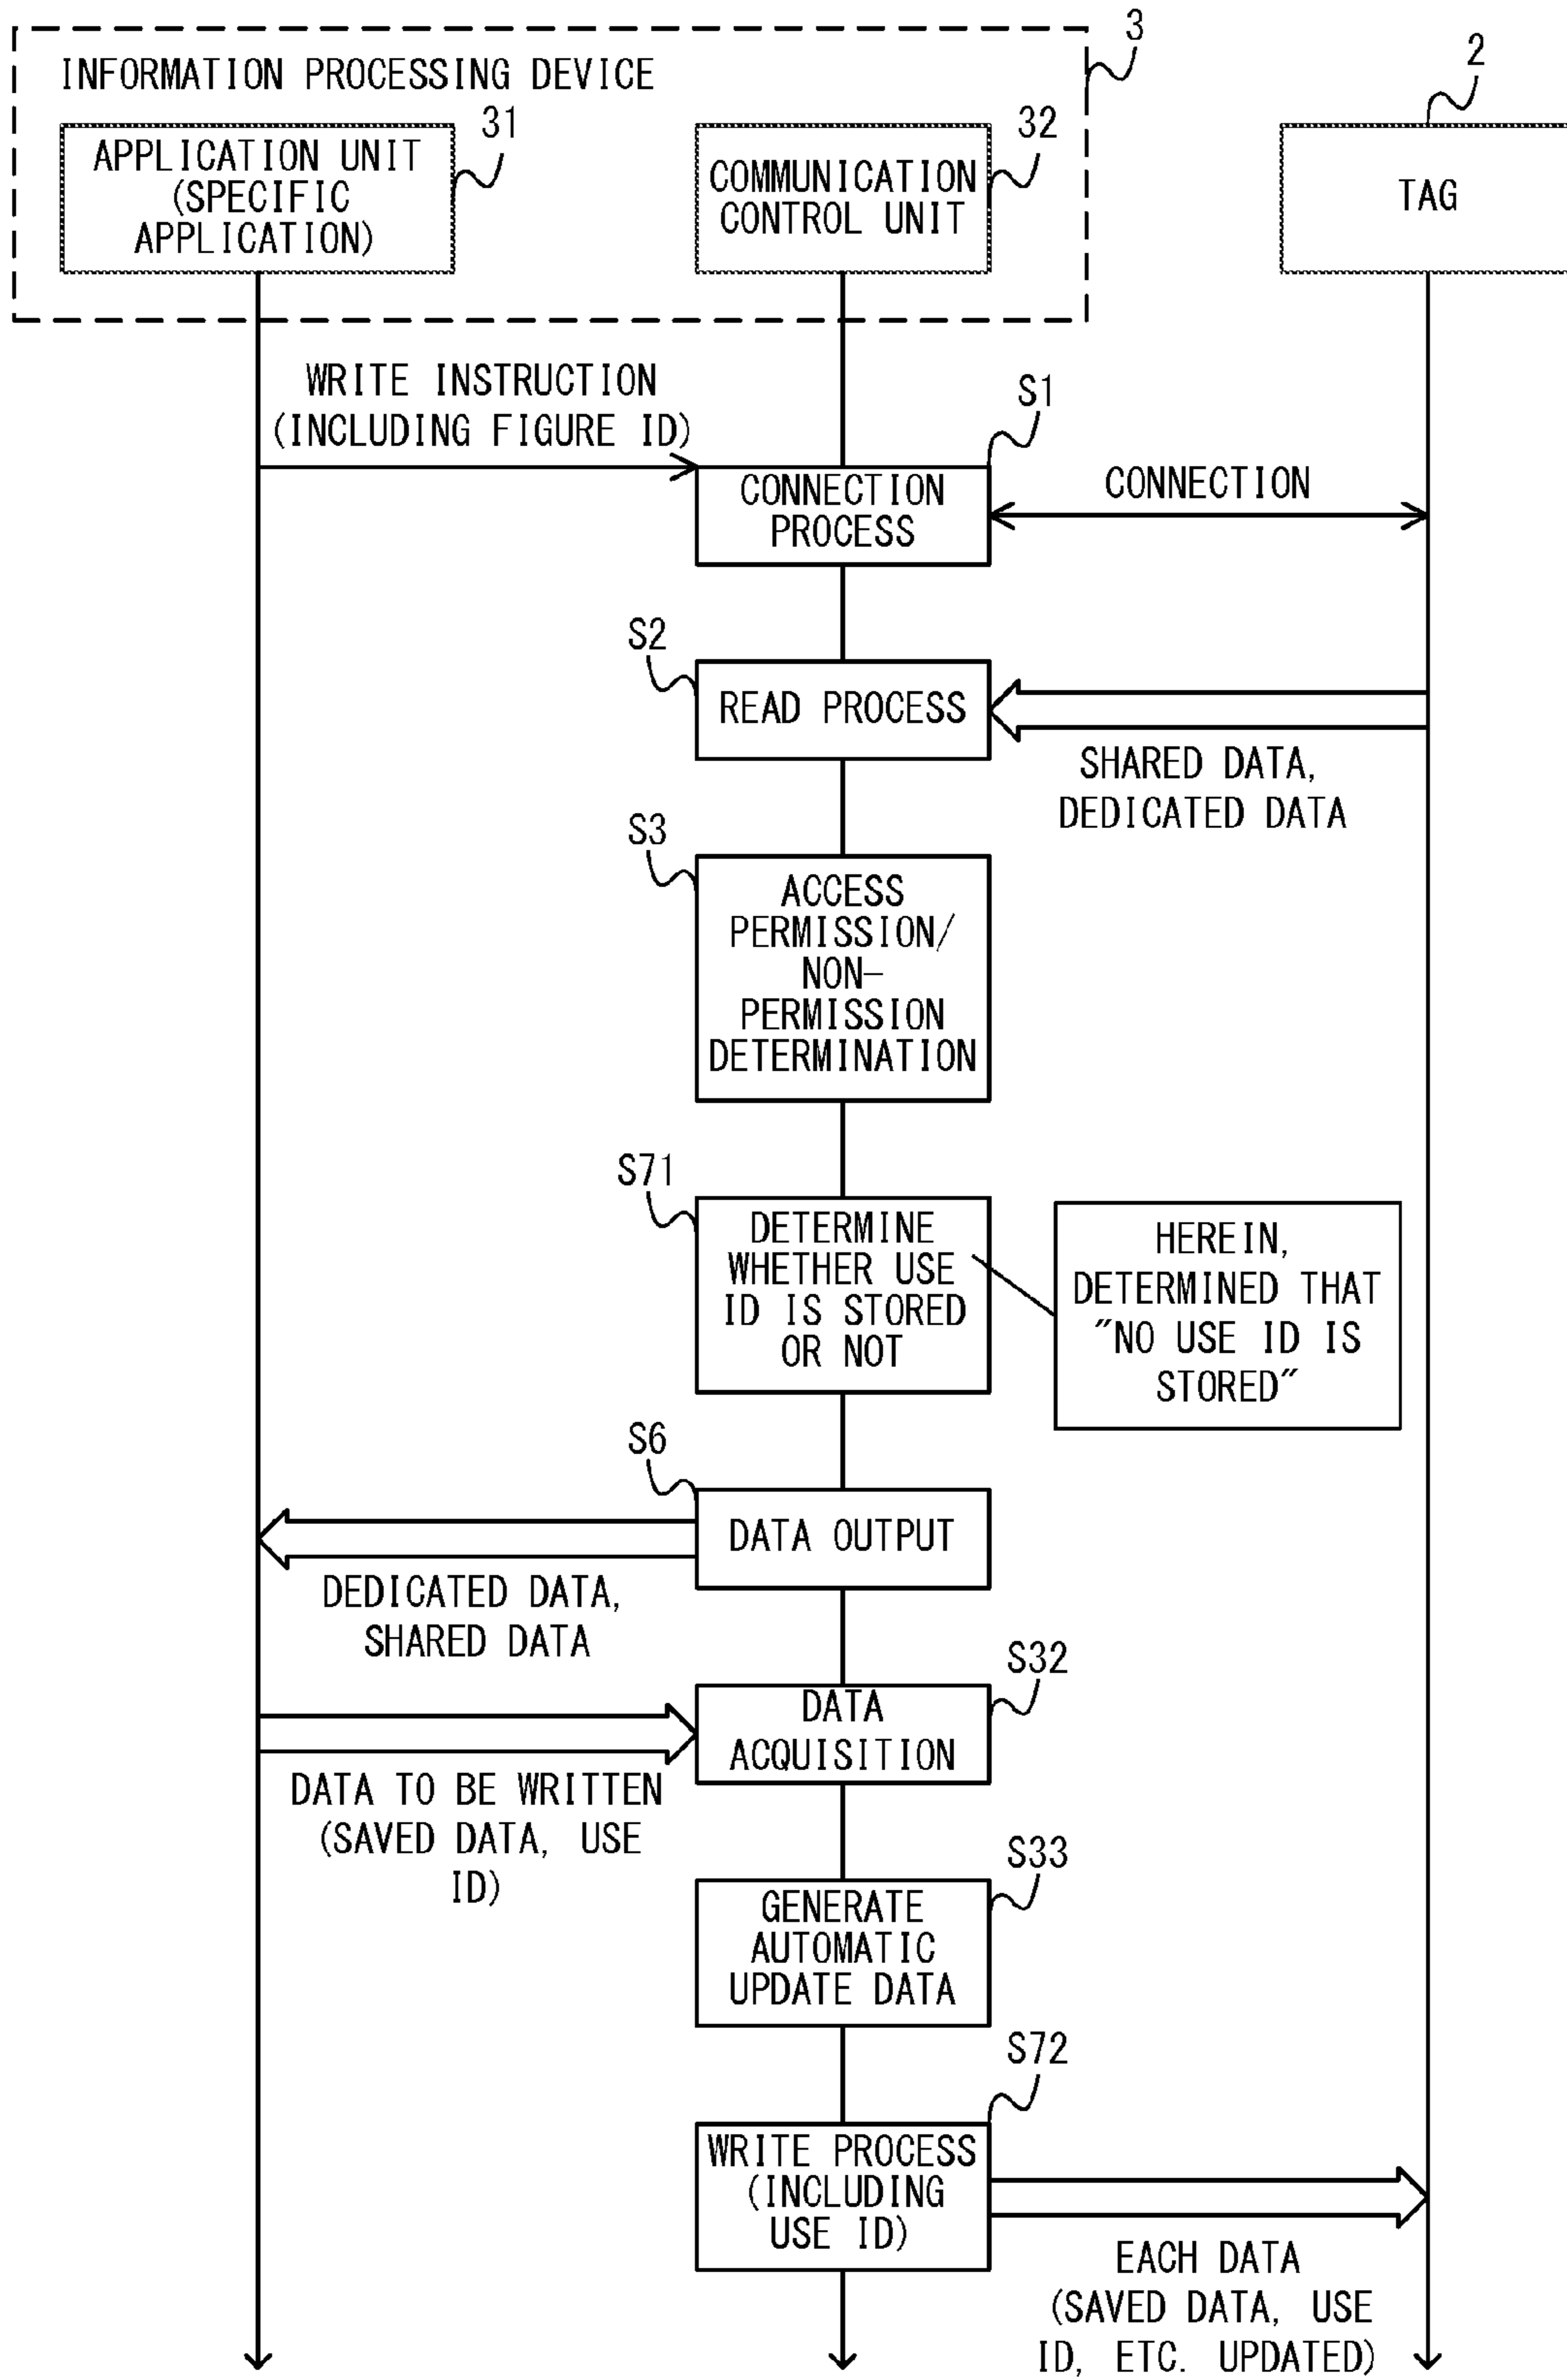 3
INFORMATION PROCESSING DEVICE
2
31
32
APPLICATION UNIT
(SPECIFIC
APPLICATION)
COMMUNICATION
CONTROL UNIT
TAG
WRITE INSTRUCTION
(INCLUDING FIGURE ID)
S1
CONNECTION
PROCESS
CONNECTION
S2
READ PROCESS
SHARED DATA,
DEDICATED DATA
S3
ACCESS
PERMISSION/
NON-
PERMISSION
DETERMINATION
S71
DETERMINE
WHETHER USE
ID IS STORED
OR NOT
HEREIN,
DETERMINED THAT
"NO USE ID IS
STORED"
S6
DATA OUTPUT
DEDICATED DATA,
SHARED DATA
S32
DATA
ACQUISITION
DATA TO BE WRITTEN
(SAVED DATA, USE
ID)
S33
GENERATE
AUTOMATIC
UPDATE DATA
S72
WRITE PROCESS
(INCLUDING
USE ID)
EACH DATA
(SAVED DATA, USE
ID, ETC. UPDATED)